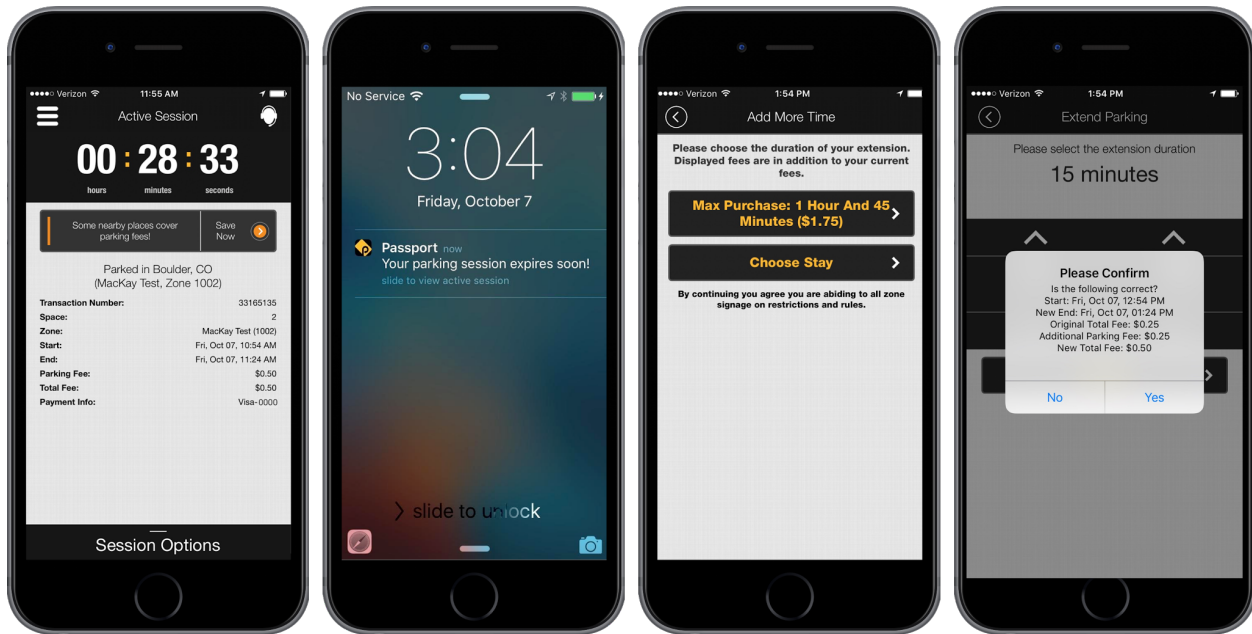 Verizon
11:55 AM
Active Session
00 : 28 : 33
hours minutes seconds
Some nearby places cover
parking fees!
Save
Now
Parked in Boulder, CO
(MacKay Test, Zone 1002)
Transaction Number: 33165135
Space: 2
Zone: MacKay Test (1002)
Start: Fri, Oct 07, 10:54 AM
End: Fri, Oct 07, 11:24 AM
Parking Fee: $0.50
Total Fee: $0.50
Payment Info: Visa-0000
Session Options
No Service
3:04
Friday, October 7
Passport now
Your parking session expires soon!
slide to view active session
slide to unlock
Verizon 1:54 PM
Add More Time
Please choose the duration of your extension.
Displayed fees are in addition to your current
fees.
Max Purchase: 1 Hour And 45
Minutes ($1.75)
Choose Stay
By continuing you agree you are abiding to all zone
signage on restrictions and rules.
Verizon 1:54 PM
Extend Parking
Please select the extension duration
15 minutes
Please Confirm
Is the following correct?
Start: Fri, Oct 07, 12:54 PM
New End: Fri, Oct 07, 01:24 PM
Original Total Fee: $0.25
Additional Parking Fee: $0.25
New Total Fee: $0.50
No Yes